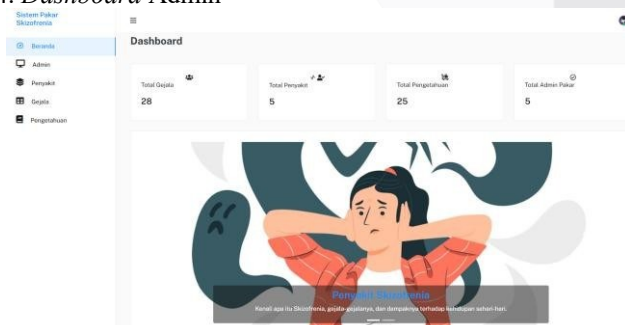 Dashboard Admin
Sistem Pakar
Skizofrenia
Beranda
Admin
Penyakit
Gejala
Pengetahuan
Dashboard
Total Gejala
28
Total Penyakit
5
Total Pengetahuan
25
Total Admin Pakar
5
Penyakit Skizofrenia
Kenali apa itu Skizofrenia, gejala-gejalanya, dan dampaknya terhadap kehidupan sehari-hari.